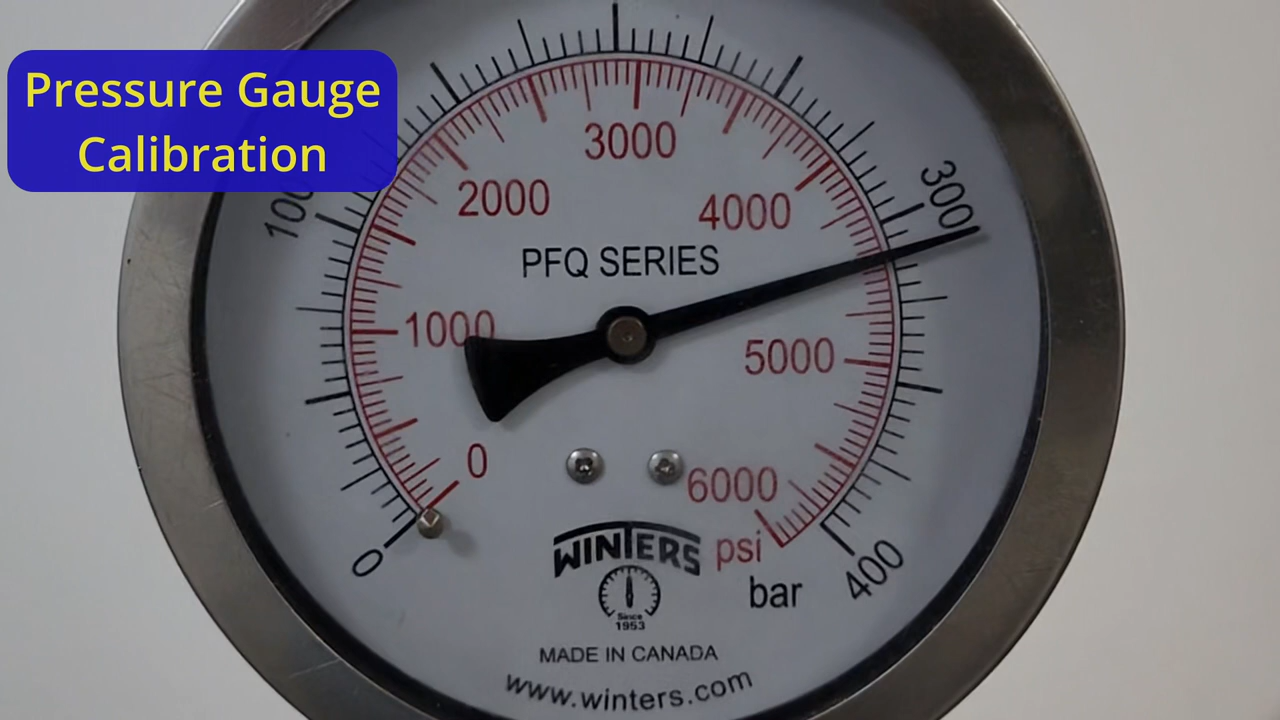 Pressure Gauge
Calibration
3000
2000
4000
300
100
PFQ SERIES
1000
5000
0
6000
psi
0
400
bar
WINTERS
Since
1953
MADE IN CANADA
www.winters.com